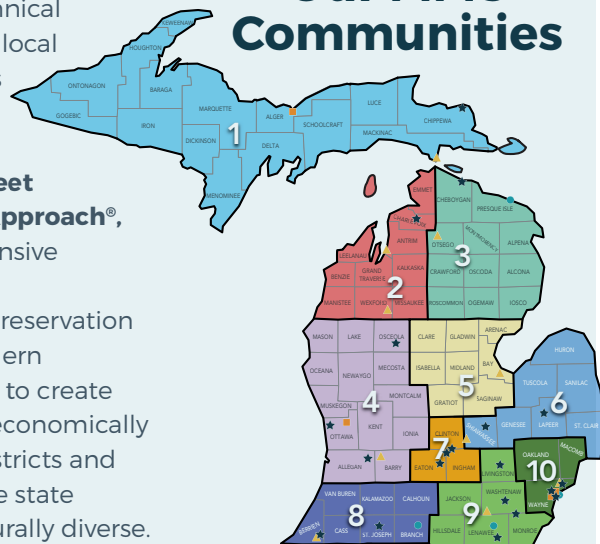 hnical
local
Communities
eet
pproach®,
nsive
reservation
ern
to create
economically
stricts and
e state
urally diverse.
KEWEENAW
HOUGHTON
ONTONAGON
BARAGA
GOGEBIC
IRON
MARQUETTE
DICKINSON
MENOMINEE
1
ALGER
DELTA
SCHOOLCRAFT
LUCE
MACKINAC
CHIPPEWA
EMMET
CHARLEVOIX
ANTRIM
LEELANAU
BENZIE
GRAND
TRAVERSE
KALKASKA
MANISTEE
WEXFORD
MISSAUKEE
2
CHEBOYGAN
PRESQUE ISLE
OTSEGO
MONTMORENCY
ALPENA
3
CRAWFORD
OSCODA
ALCONA
ROSCOMMON
OGEMAW
IOSCO
MASON
LAKE
OSCEOLA
OCEANA
NEWAYGO
MECOSTA
MONTCALM
MUSKEGON
4
OTTAWA
KENT
IONIA
ALLEGAN
BARRY
CLARE
GLADWIN
ARENAC
ISABELLA
MIDLAND
BAY
5
GRATIOT
SAGINAW
HURON
TUSCOLA
SANILAC
6
SHIAWASSEE
GENESEE
LAPEER
ST. CLAIR
CLINTON
7
EATON
INGHAM
OAKLAND
MACOMB
10
LIVINGSTON
WAYNE
VAN BUREN
KALAMAZOO
CALHOUN
8
BERRIEN
CASS
ST. JOSEPH
BRANCH
JACKSON
WASHTENAW
9
HILLSDALE
LENAWEE
MONROE